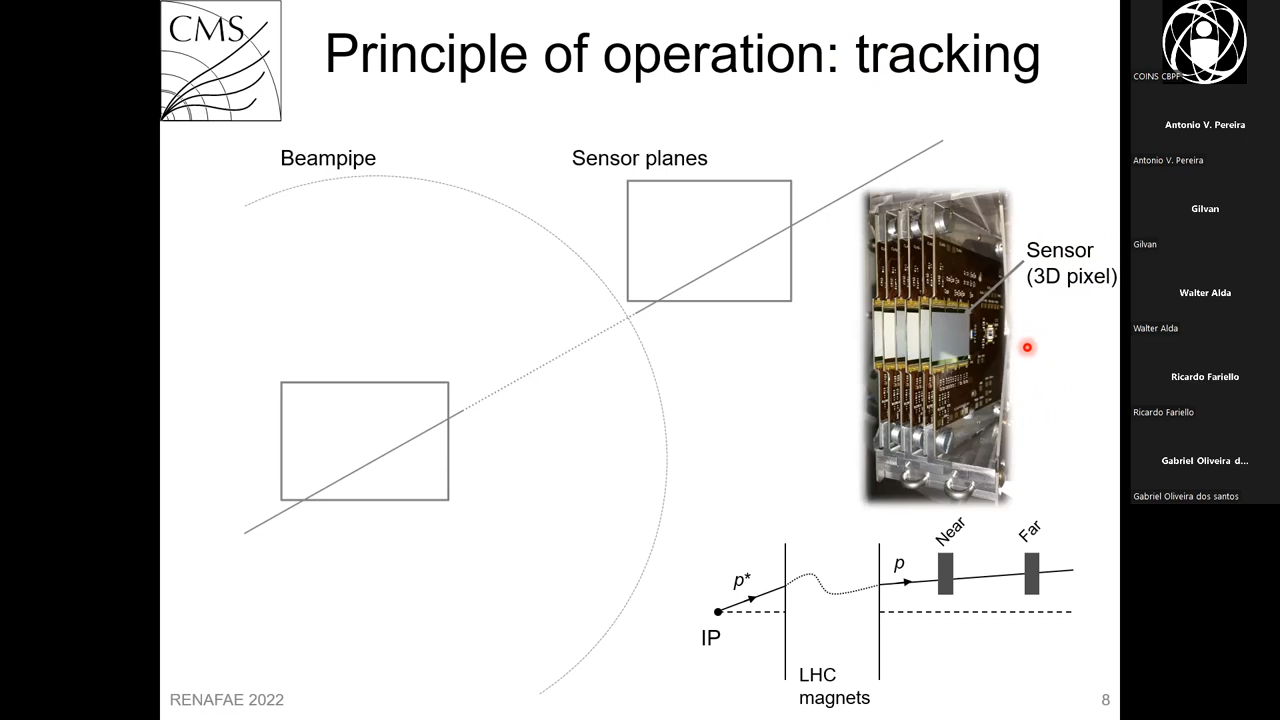 CMS
Principle of operation: tracking
Beampipe
Sensor planes
Sensor
(3D pixel)
Near
Far
p*
p
IP
LHC
magnets
RENAFAE 2022
8
COINS CBPF
Antonio V. Pereira
Antonio V. Pereira
Gilvan
Gilvan
Walter Alda
Walter Alda
Ricardo Fariello
Ricardo Fariello
Gabriel Oliveira d...
Gabriel Oliveira dos santos